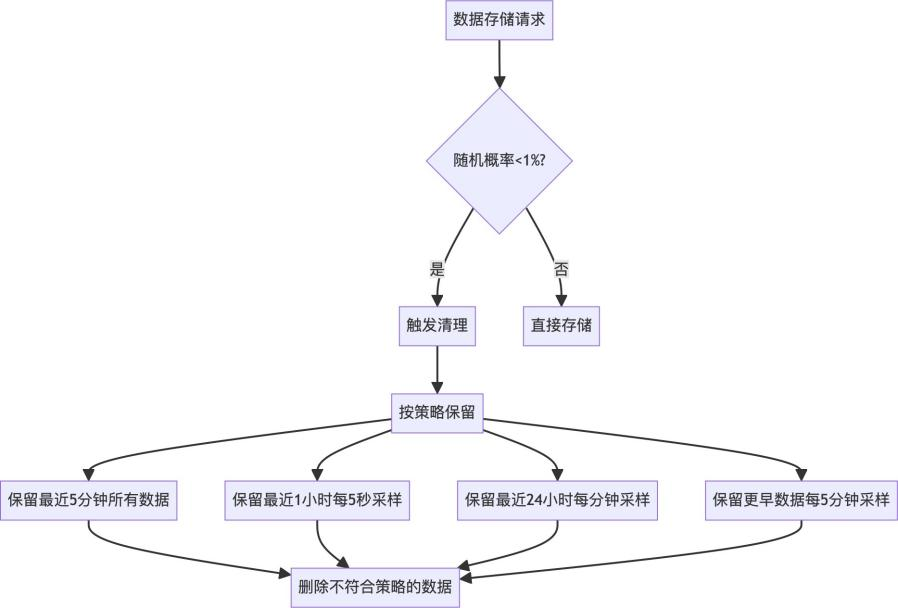 数据存储请求
随机概率<1%?
是
否
触发清理
直接存储
按策略保留
保留最近5分钟所有数据
保留最近1小时每5秒采样
保留最近24小时每分钟采样
保留更早数据每5分钟采样
删除不符合策略的数据